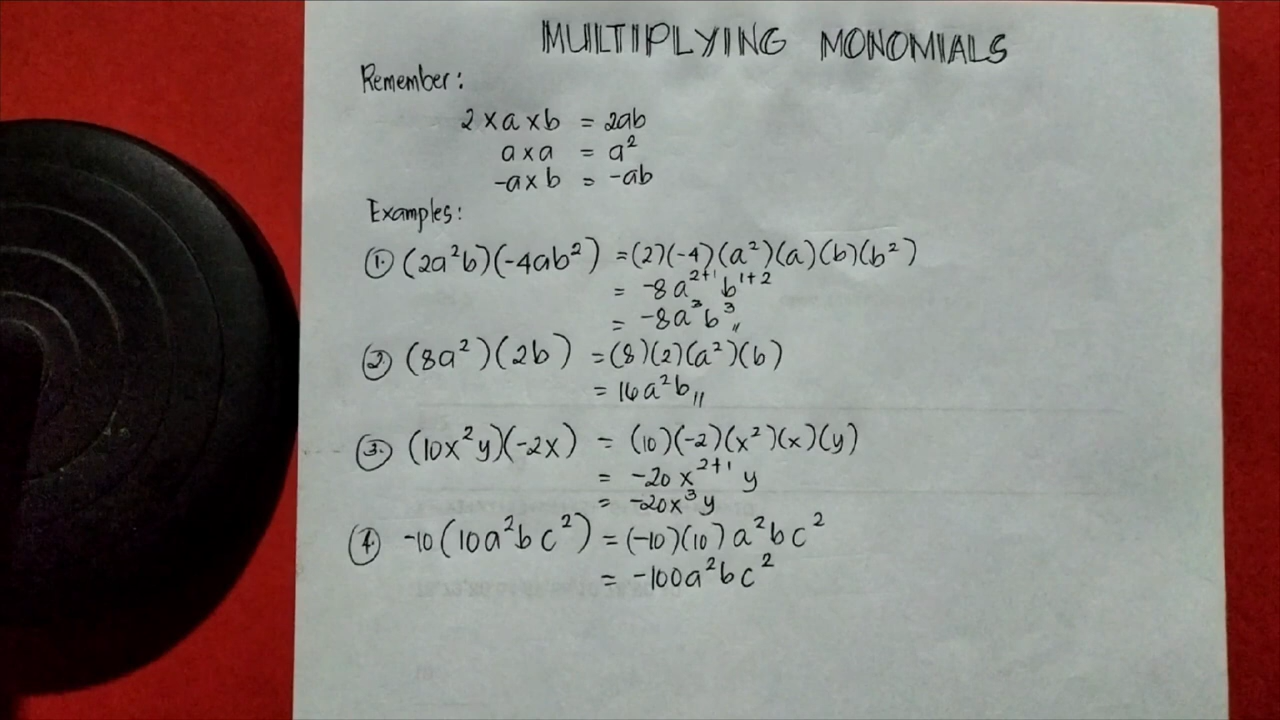 MULTIPLYING MONOMIALS
Remember:
2 x a x b = 2ab
a x a = a²
-a x b = -ab
Examples:
1. (2a²b)(-4ab²) = (2)(-4)(a²)(a)(b)(b²)
= -8a²⁺¹ b¹⁺²
= -8a³b³,,
2. (8a²)(2b) = (8)(2)(a²)(b)
= 16a²b,,
3. (10x²y)(-2x) = (10)(-2)(x²)(x)(y)
= -20x²⁺¹ y
= -20x³y
4. -10(10a²bc²) = (-10)(10)a²bc²
= -100a²bc²